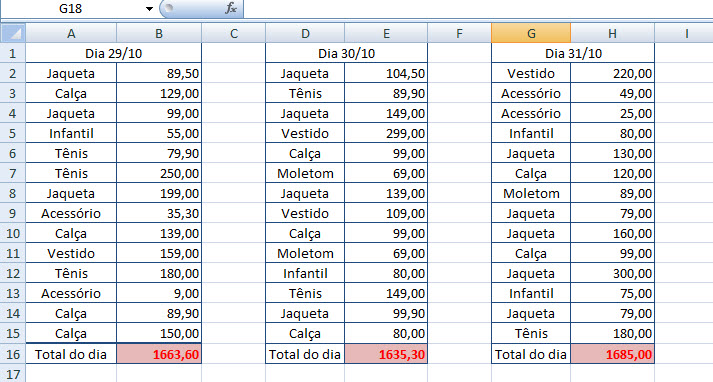 G18 fx
A B C D E F G H I
1 Dia 29/10 Dia 30/10 Dia 31/10
2 Jaqueta 89,50 Jaqueta 104,50 Vestido 220,00
3 Calça 129,00 Tênis 89,90 Acessório 49,00
4 Jaqueta 99,00 Jaqueta 149,00 Acessório 25,00
5 Infantil 55,00 Vestido 299,00 Infantil 80,00
6 Tênis 79,90 Calça 99,00 Jaqueta 130,00
7 Tênis 250,00 Moletom 69,00 Calça 120,00
8 Jaqueta 199,00 Jaqueta 139,00 Moletom 89,00
9 Acessório 35,30 Vestido 109,00 Jaqueta 79,00
10 Calça 139,00 Calça 99,00 Jaqueta 160,00
11 Vestido 159,00 Moletom 69,00 Calça 99,00
12 Tênis 180,00 Infantil 80,00 Jaqueta 300,00
13 Acessório 9,00 Tênis 149,00 Infantil 75,00
14 Calça 89,90 Jaqueta 99,90 Jaqueta 79,00
15 Calça 150,00 Calça 80,00 Tênis 180,00
16 Total do dia 1663,60 Total do dia 1635,30 Total do dia 1685,00
17